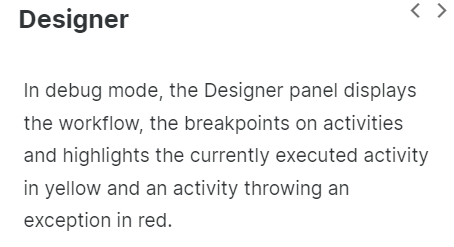 Designer
In debug mode, the Designer panel displays
the workflow, the breakpoints on activities
and highlights the currently executed activity
in yellow and an activity throwing an
exception in red.